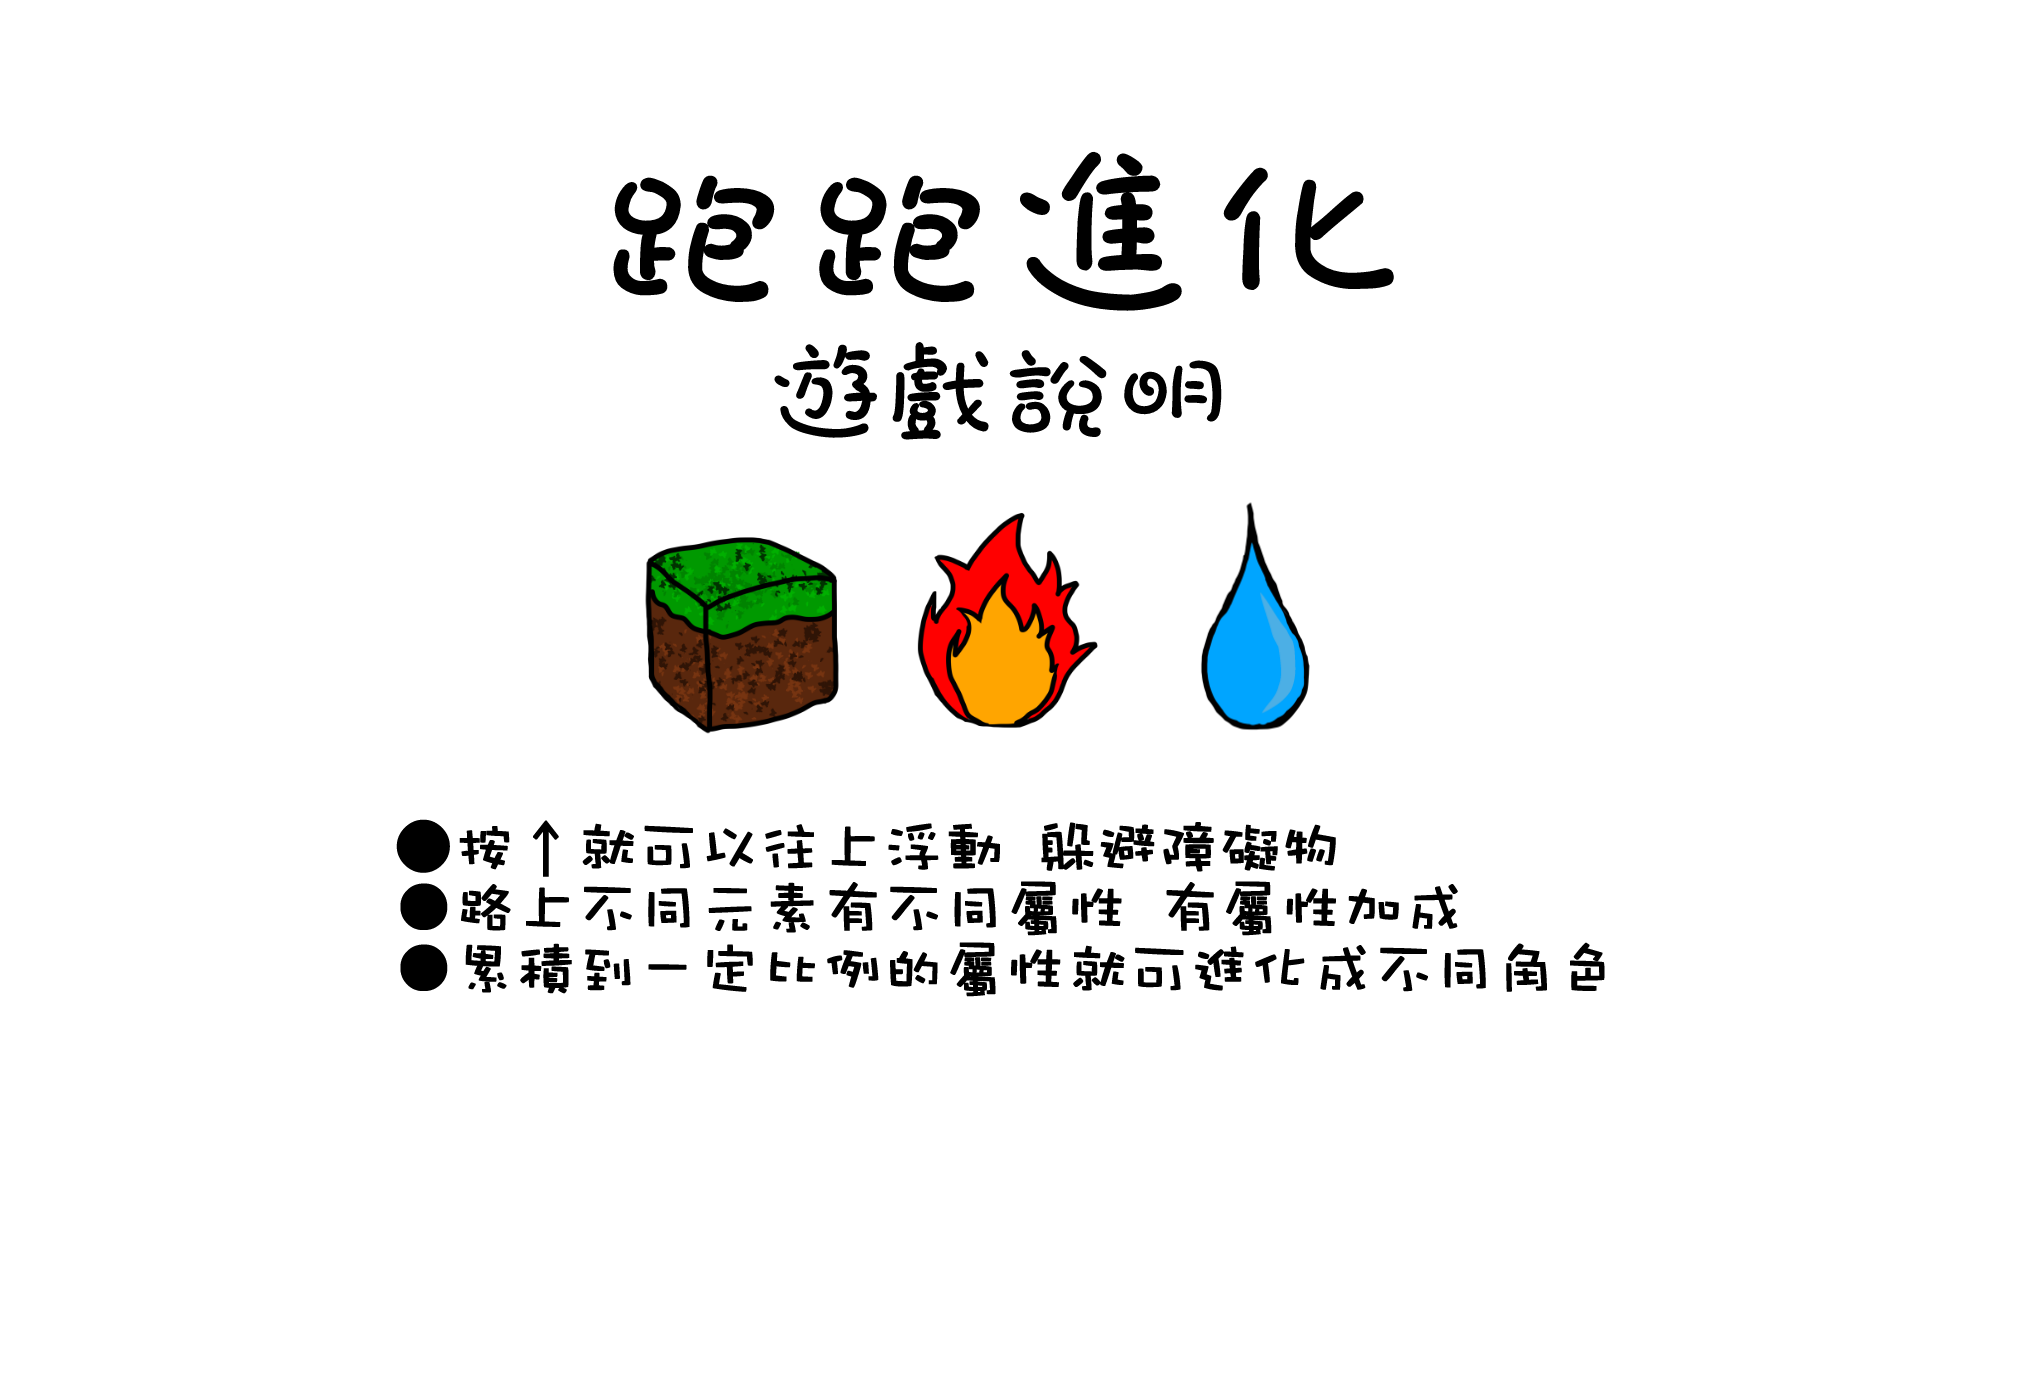 跑跑進化
遊戲說明
●按↑就可以往上浮動 躲避障礙物
●路上不同元素有不同屬性 有屬性加成
●累積到一定比例的屬性就可進化成不同角色